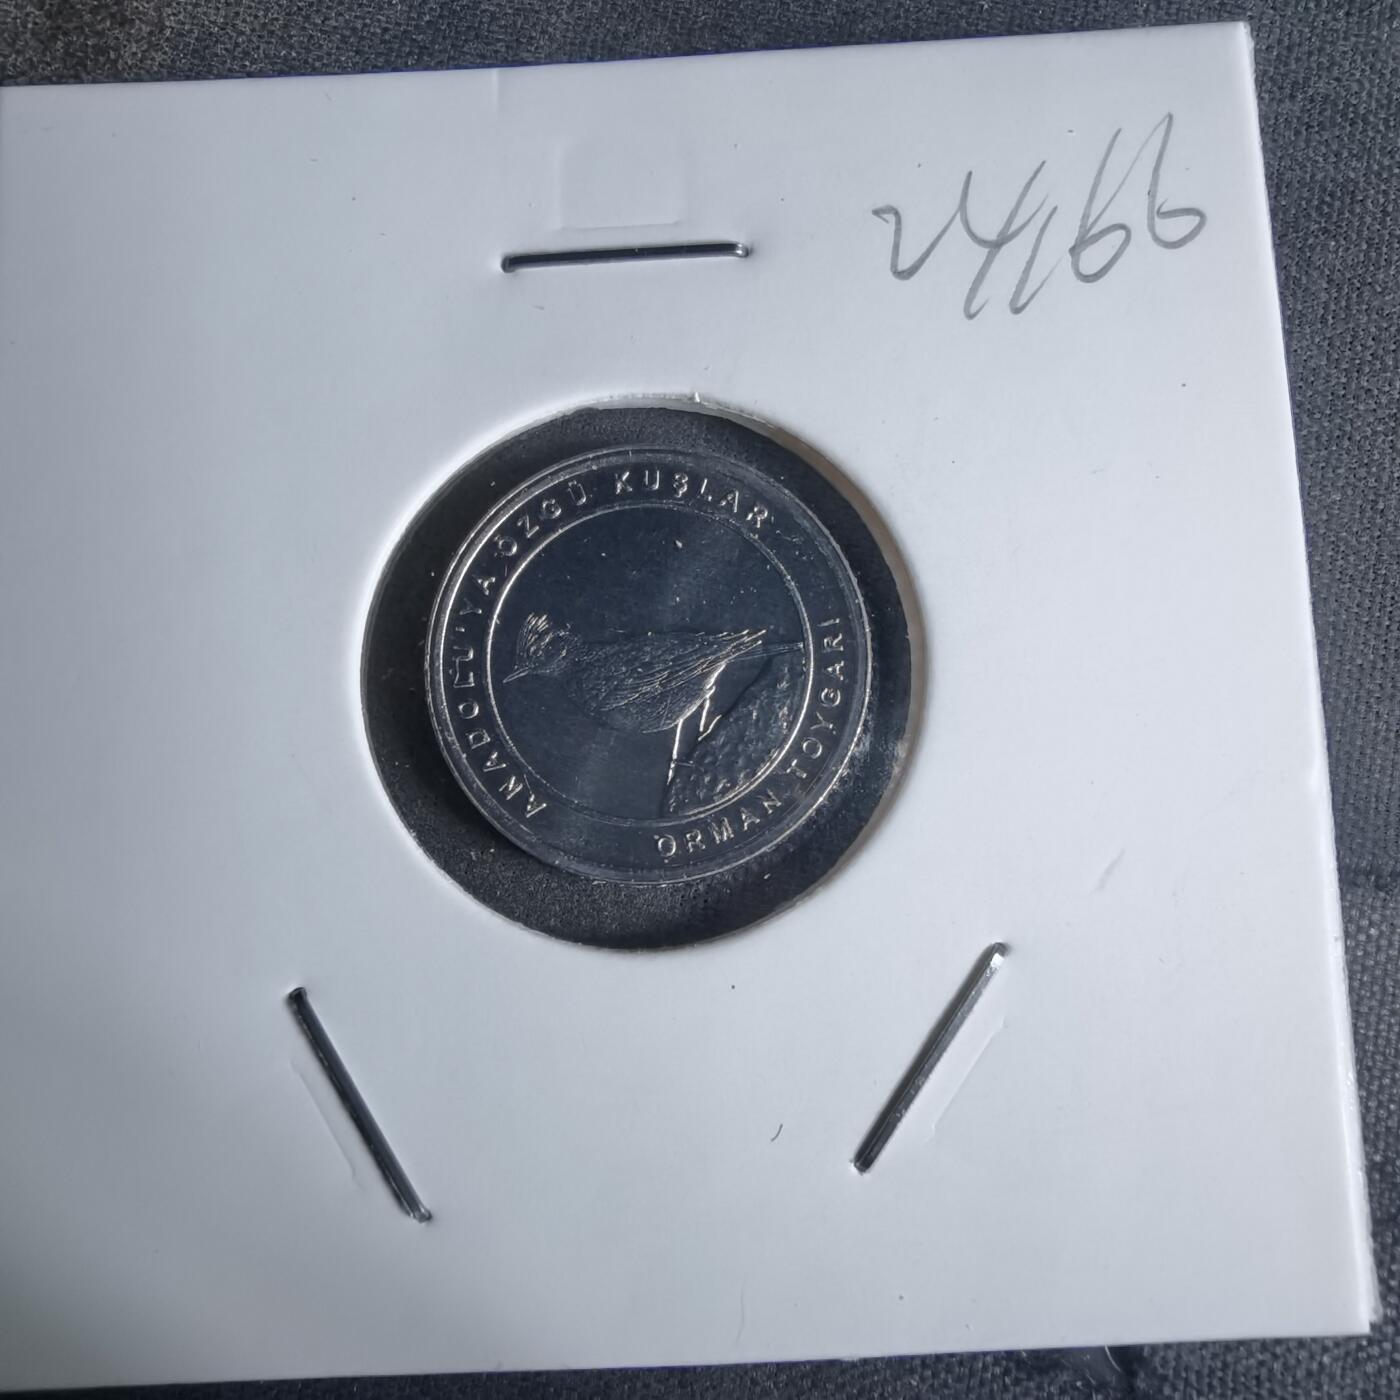 24166
ANADOLU'YA ÖZGÜ KUŞLAR
ORMAN TOYGARI